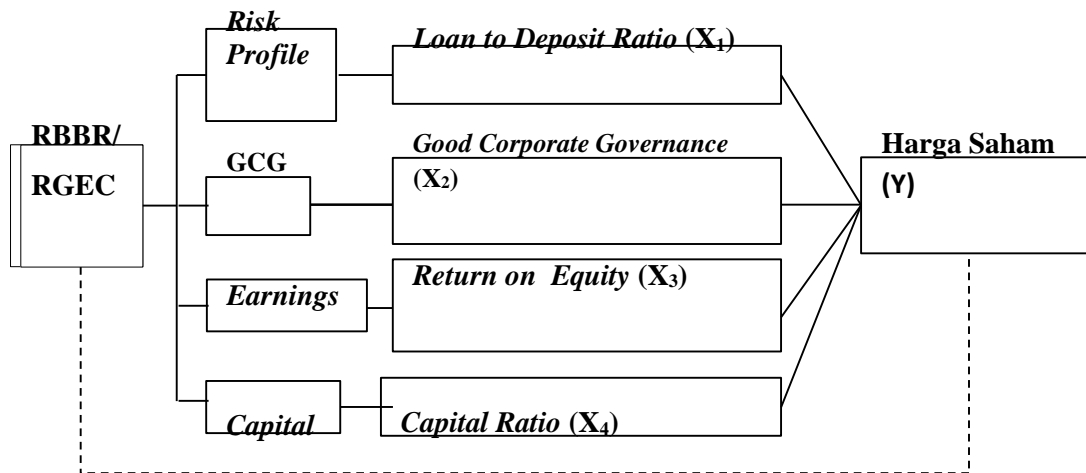 Risk
Profile
Loan to Deposit Ratio (X₁)
RBBR/
RGEC
GCG
Good Corporate Governance
(X₂)
Harga Saham
(Y)
Earnings
Return on Equity (X₃)
Capital
Capital Ratio (X₄)